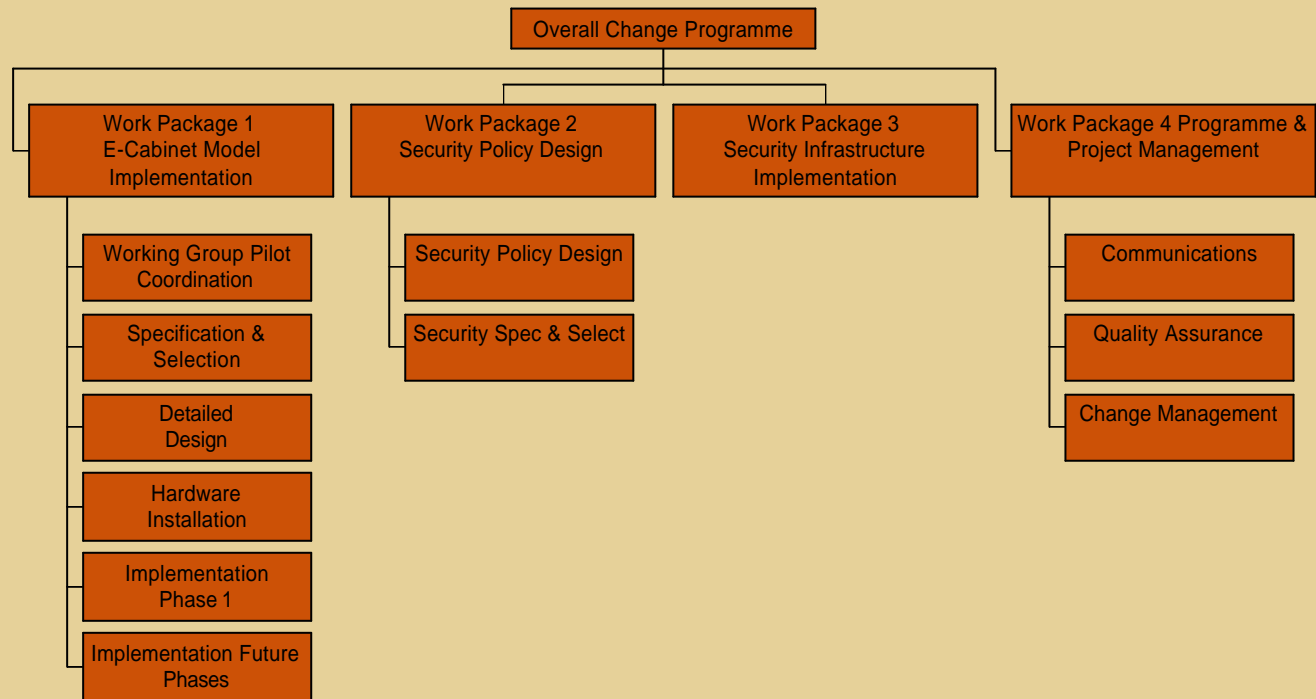 Overall Change Programme
Work Package 1
E-Cabinet Model
Implementation
Work Package 2
Security Policy Design
Work Package 3
Security Infrastructure
Implementation
Work Package 4 Programme &
Project Management
Working Group Pilot
Coordination
Specification &
Selection
Detailed
Design
Hardware
Installation
Implementation
Phase 1
Implementation Future
Phases
Security Policy Design
Security Spec & Select
Communications
Quality Assurance
Change Management